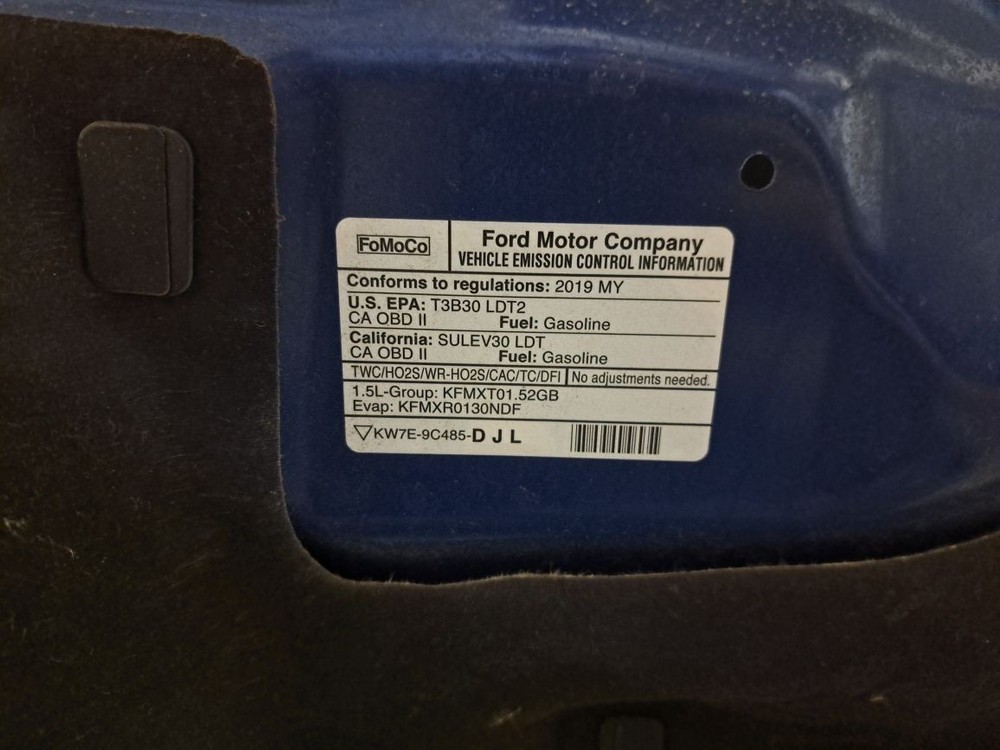 FoMoCo
Ford Motor Company
VEHICLE EMISSION CONTROL INFORMATION
Conforms to regulations: 2019 MY
U.S. EPA: T3B30 LDT2
CA OBD II Fuel: Gasoline
California: SULEV30 LDT
CA OBD II Fuel: Gasoline
TWC/HO2S/WR-HO2S/CAC/TC/DFI No adjustments needed.
1.5L-Group: KFMXT01.52GB
Evap: KFMXR0130NDF
KW7E-9C485-D J L